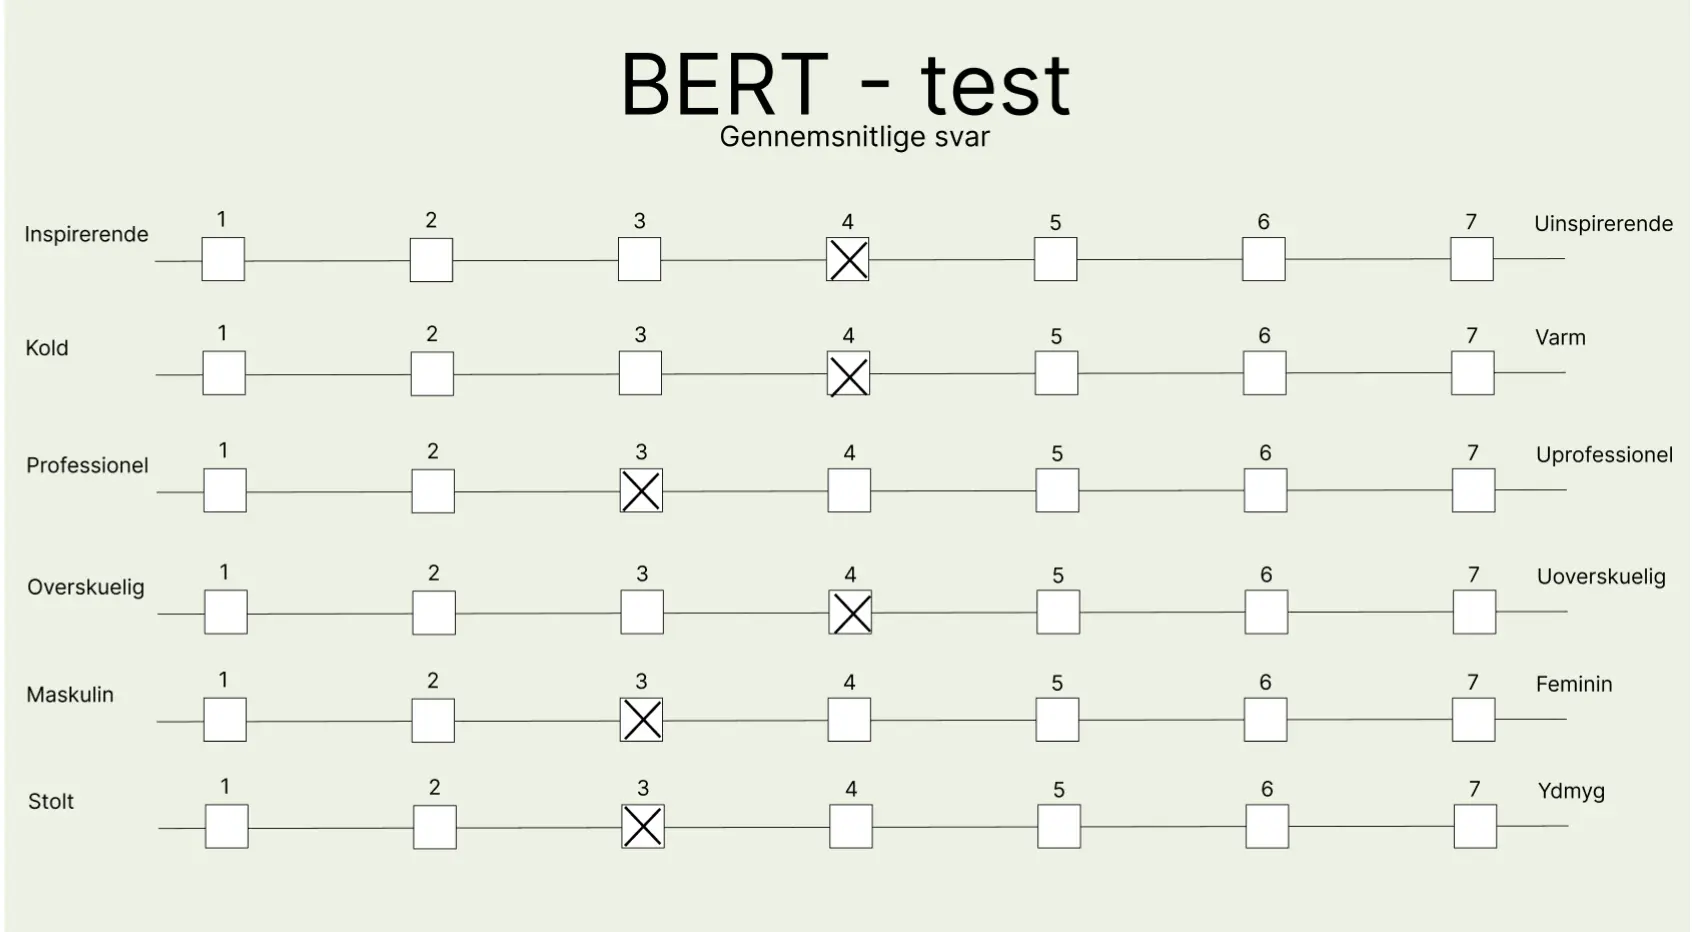 BERT - test
Gennemsnitlige svar
Inspirerende 1 2 3 4 5 6 7 Uinspirerende
Kold 1 2 3 4 5 6 7 Varm
Professionel 1 2 3 4 5 6 7 Uprofessionel
Overskuelig 1 2 3 4 5 6 7 Uoverskuelig
Maskulin 1 2 3 4 5 6 7 Feminin
Stolt 1 2 3 4 5 6 7 Ydmyg